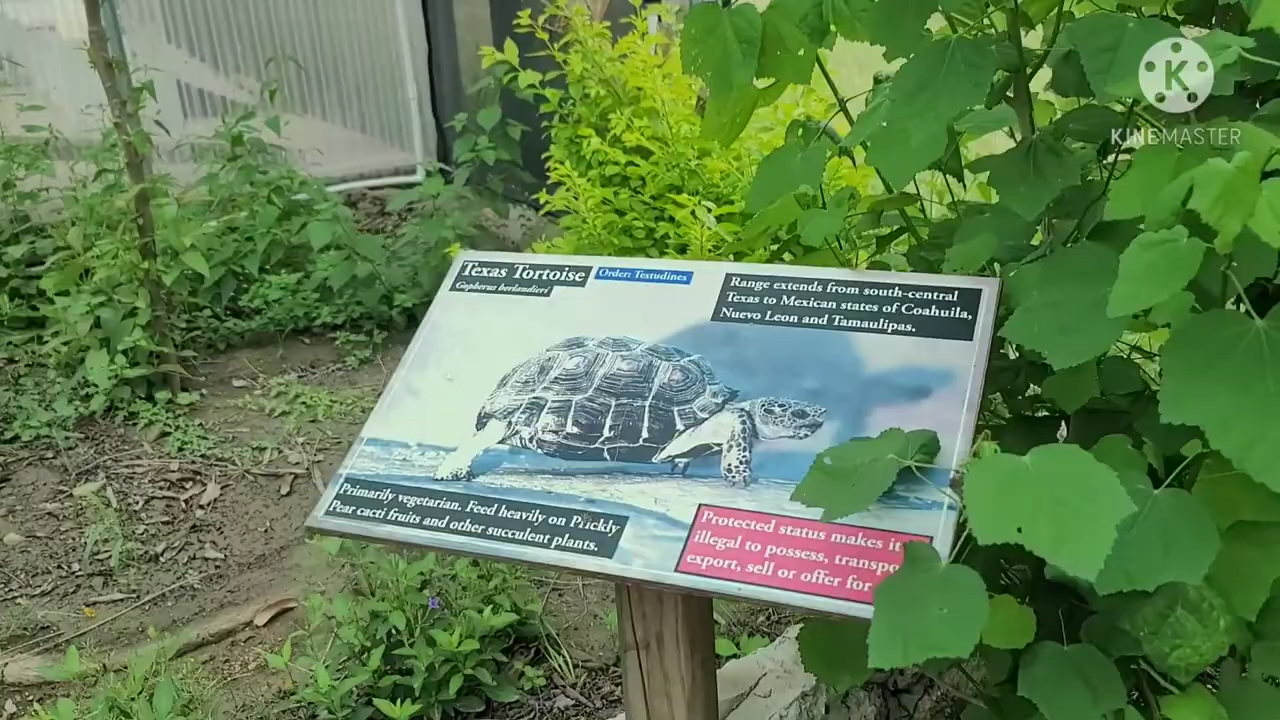 K
KINEMASTER
Texas Tortoise
Gopherus berlandieri
Order: Testudines
Range extends from south-central
Texas to Mexican states of Coahuila,
Nuevo Leon and Tamaulipas.
Primarily vegetarian. Feed heavily on Prickly
Pear cacti fruits and other succulent plants.
Protected status makes it
illegal to possess, transpo
export, sell or offer for